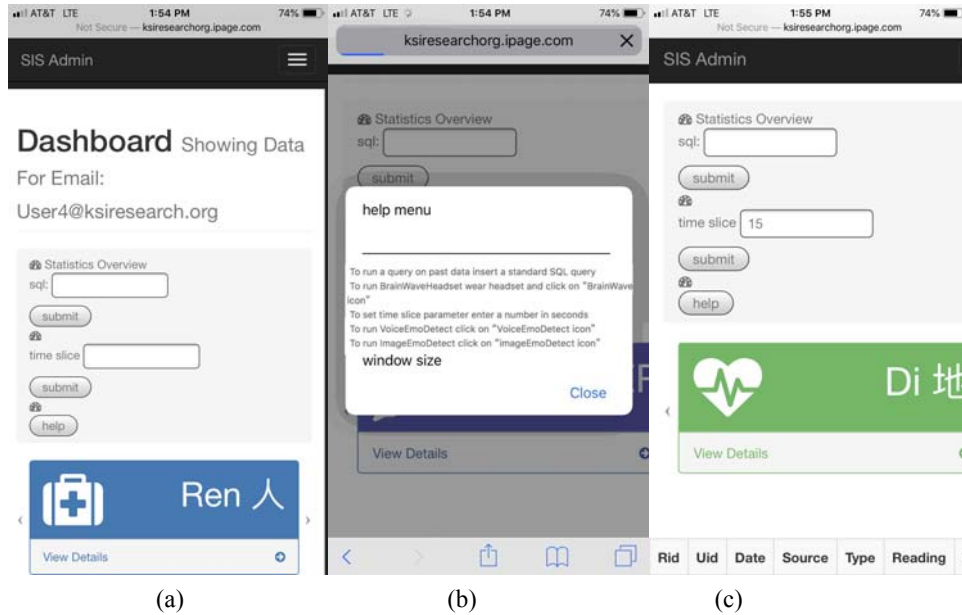 AT&T LTE 1:54 PM 74%
Not Secure — ksiresearchorg.ipage.com
SIS Admin
Dashboard Showing Data
For Email:
User4@ksiresearch.org
Statistics Overview
sql:
submit
time slice
submit
help
Ren 人
View Details
(a)
AT&T LTE 1:54 PM 74%
ksiresearchorg.ipage.com
Statistics Overview
sql:
submit
help menu
To run a query on past data insert a standard SQL query
To run BrainWaveHeadset wear headset and click on "BrainWave
icon"
To set time slice parameter enter a number in seconds
To run VoiceEmoDetect click on "VoiceEmoDetect icon"
To run ImageEmoDetect click on "imageEmoDetect icon"
window size
Close
View Details
(b)
AT&T LTE 1:55 PM 74%
Not Secure — ksiresearchorg.ipage.com
SIS Admin
Statistics Overview
sql:
submit
time slice 15
submit
help
Di 地
View Details
Rid Uid Date Source Type Reading
(c)